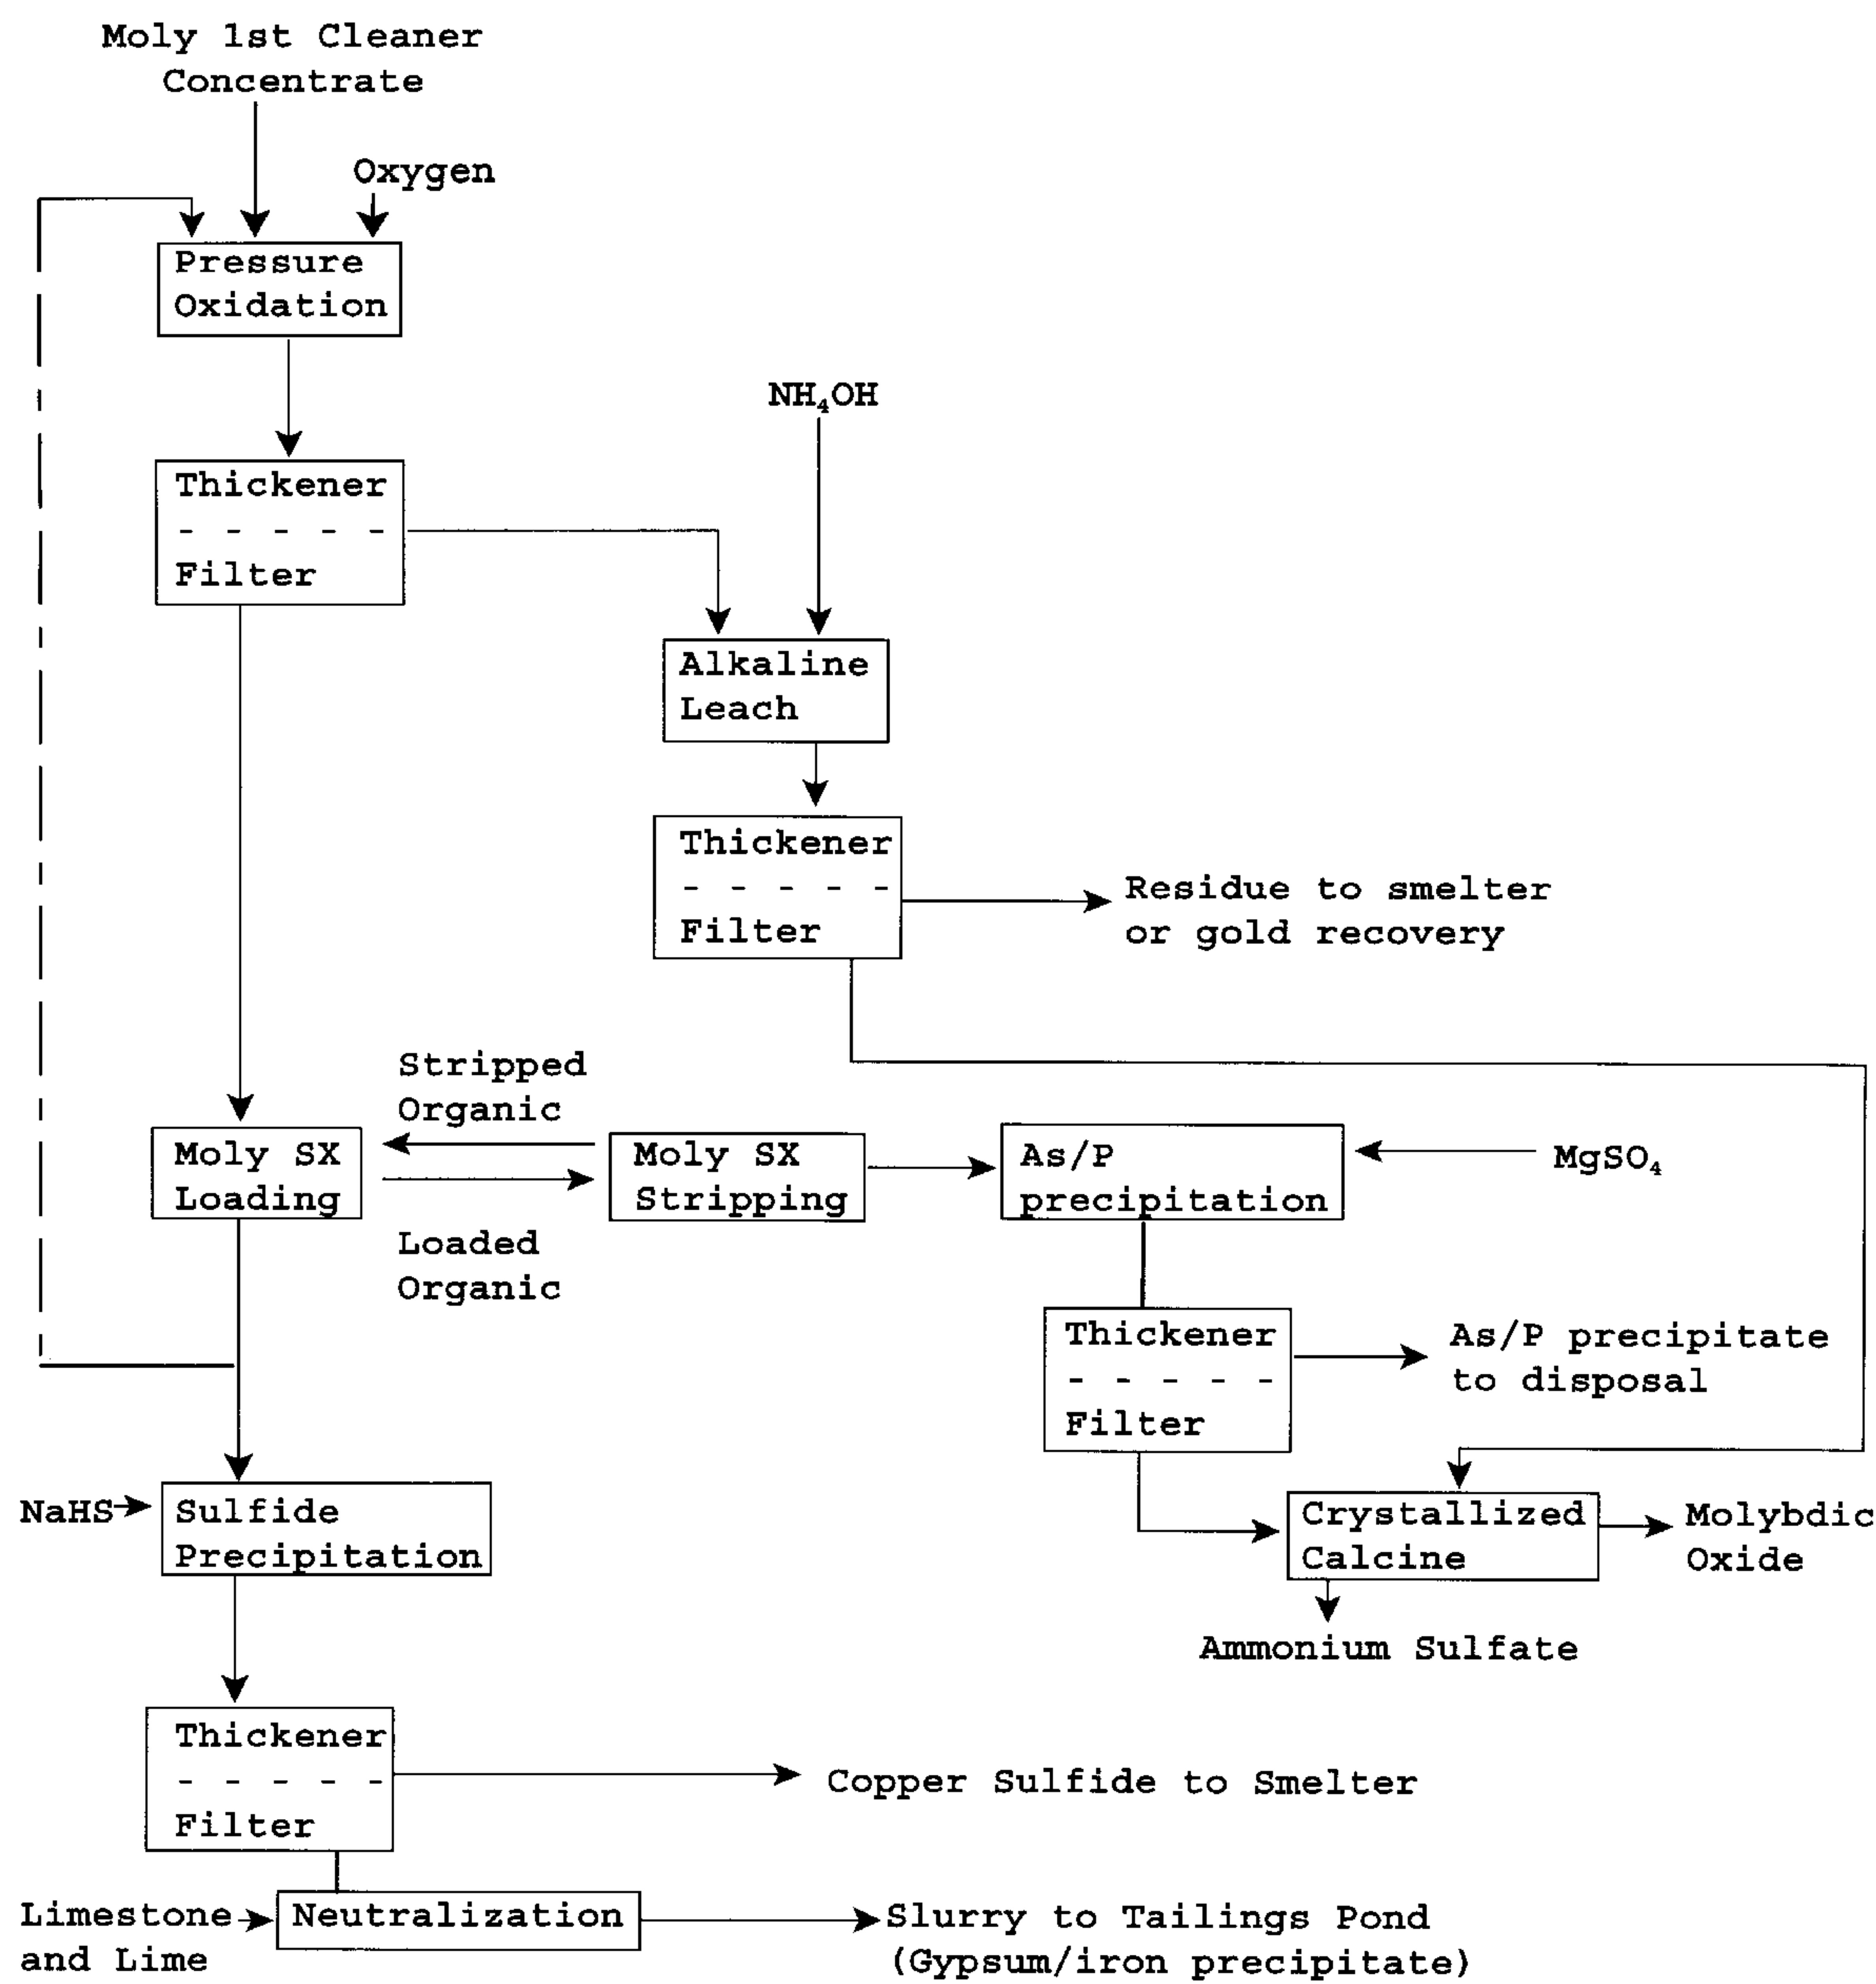 Moly 1st Cleaner
Concentrate
Oxygen
Pressure
Oxidation
NH₄OH
Thickener
- - - - -
Filter
Alkaline
Leach
Thickener
- - - - -
Filter
Residue to smelter
or gold recovery
Stripped
Organic
Moly SX
Loading
Moly SX
Stripping
As/P
precipitation
MgSO₄
Loaded
Organic
Thickener
- - - - -
Filter
As/P precipitate
to disposal
NaHS
Sulfide
Precipitation
Crystallized
Calcine
Molybdic
Oxide
Ammonium Sulfate
Thickener
- - - - -
Filter
Copper Sulfide to Smelter
Limestone
and Lime
Neutralization
Slurry to Tailings Pond
(Gypsum/iron precipitate)